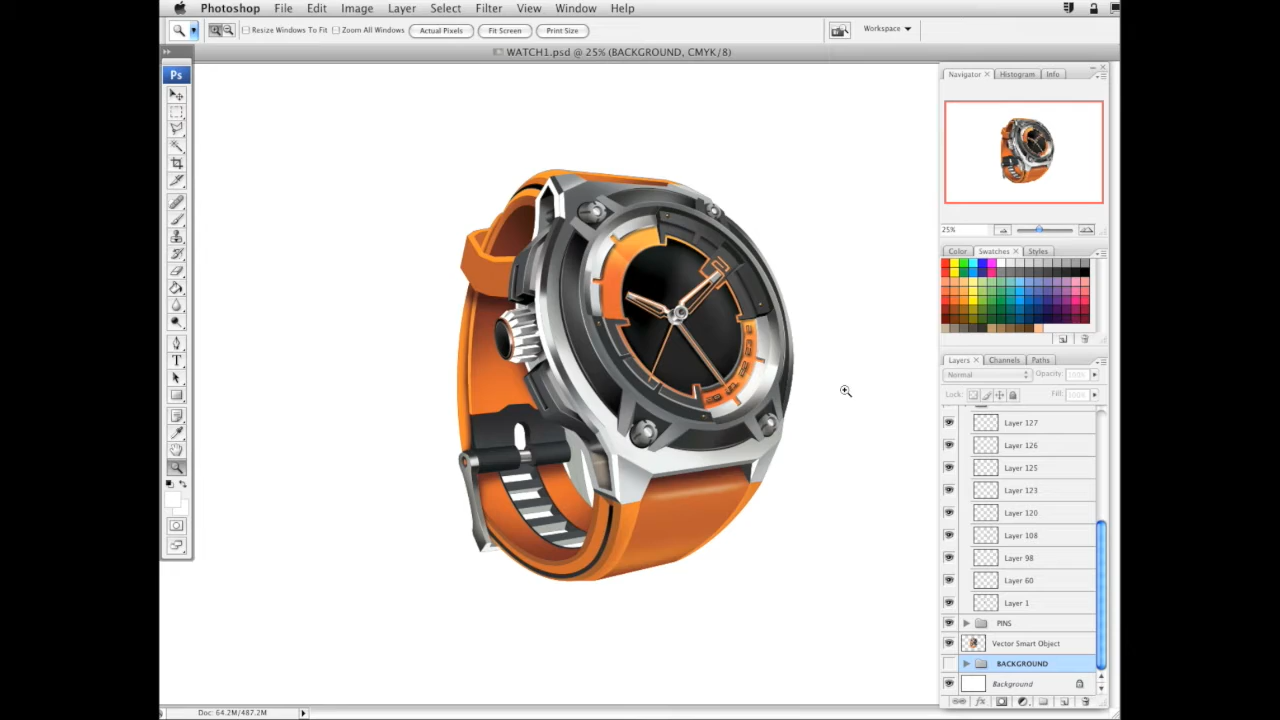 Photoshop File Edit Image Layer Select Filter View Window Help
Resize Windows To Fit Zoom All Windows Actual Pixels Fit Screen Print Size Workspace
WATCH1.psd @ 25% (BACKGROUND, CMYK/8)
Ps
Navigator Histogram Info
25%
Color Swatches Styles
Layers Channels Paths
Normal Opacity: 100%
Lock: Fill: 100%
Layer 127
Layer 126
Layer 125
Layer 123
Layer 120
Layer 108
Layer 98
Layer 60
Layer 1
PINS
Vector Smart Object
BACKGROUND
Background
Doc: 64.2M/487.2M